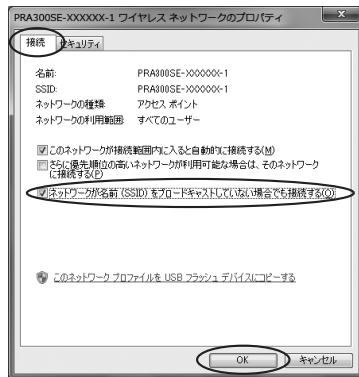 PRA300SE-XXXXXX-1 ワイヤレス ネットワークのプロパティ
接続 セキュリティ
名前: PRA300SE-XXXXXX-1
SSID: PRA300SE-XXXXXX-1
ネットワークの種類: アクセス ポイント
ネットワークの利用範囲: すべてのユーザー
このネットワークが接続範囲内に入ると自動的に接続する(M)
さらに優先順位の高いネットワークが利用可能な場合は、そのネットワーク
に接続する(P)
ネットワークが名前 (SSID) をブロードキャストしていない場合でも接続する(O)
このネットワーク プロファイルを USB フラッシュ デバイスにコピーする
OK キャンセル